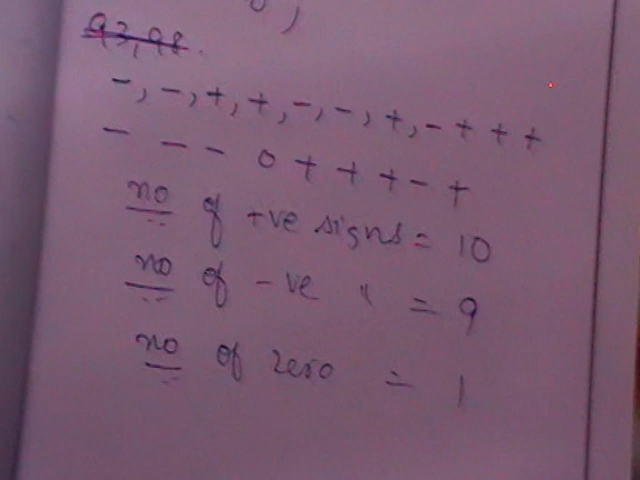 93,98.
-, -, +, +, -, -, +, - + + +
- - - 0 + + + - +
no of +ve signs = 10
no of -ve " = 9
no of zero = 1